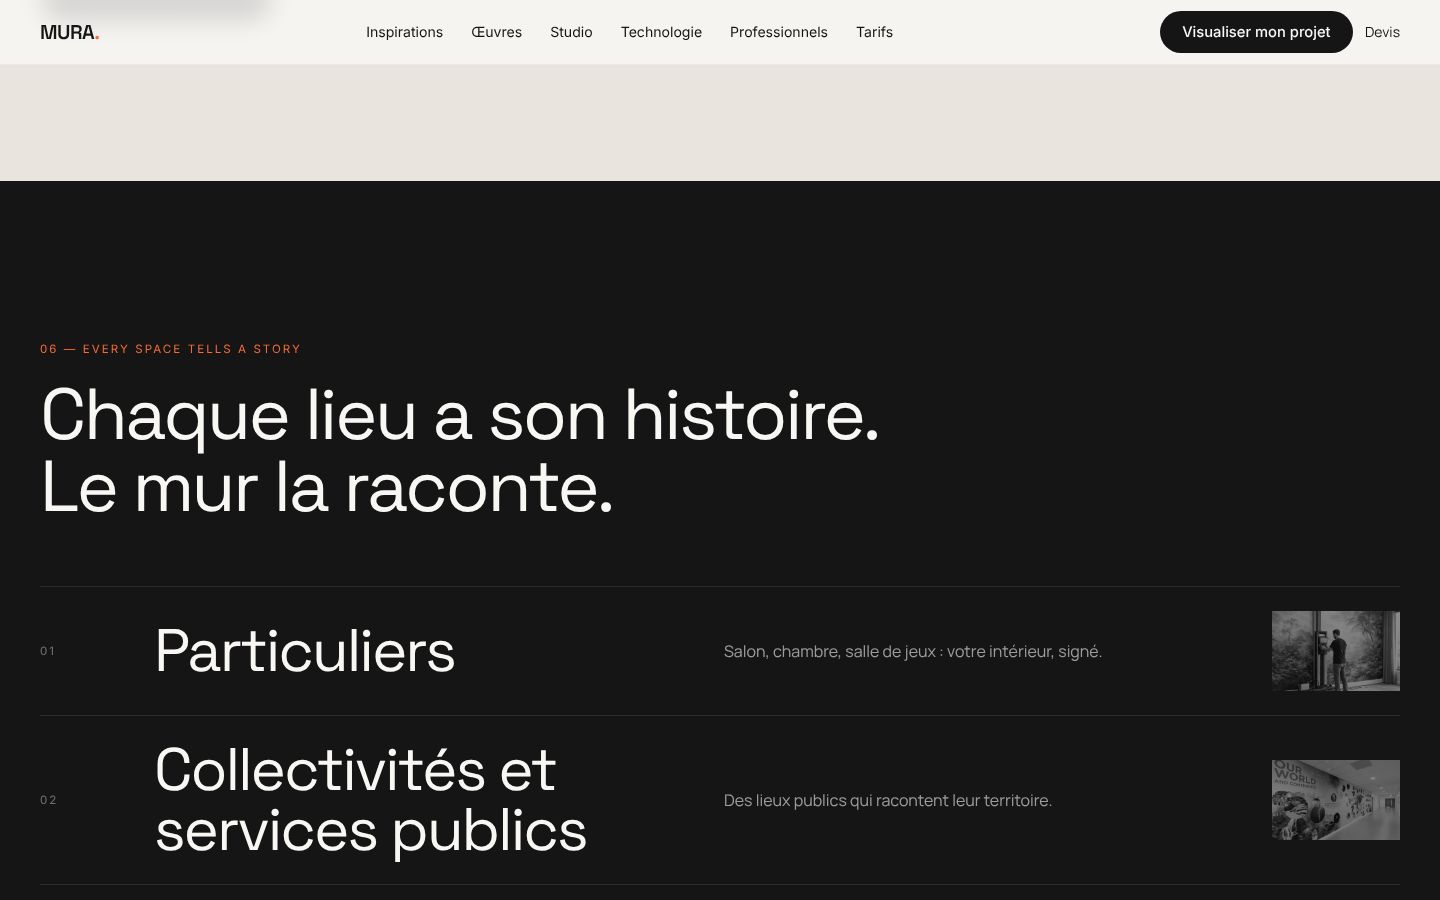 MURA.
Inspirations
Œuvres
Studio
Technologie
Professionnels
Tarifs
Visualiser mon projet
Devis
06 — EVERY SPACE TELLS A STORY
Chaque lieu a son histoire.
Le mur la raconte.
01
Particuliers
Salon, chambre, salle de jeux : votre intérieur, signé.
02
Collectivités et
services publics
Des lieux publics qui racontent leur territoire.
OUR
WORLD